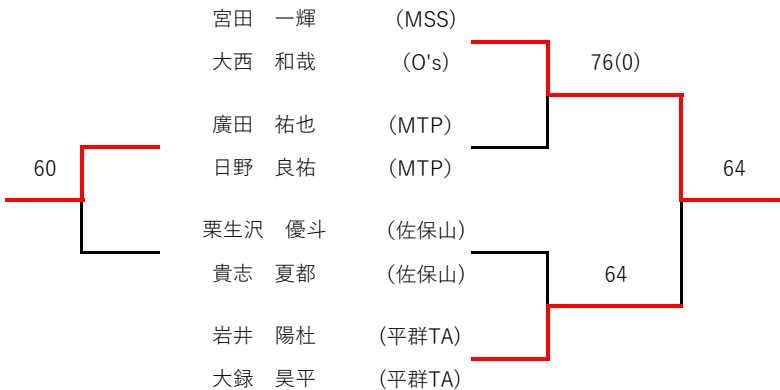 宮田　一輝　(MSS)
大西　和哉　(O's)
76(0)
廣田　祐也　(MTP)
60
日野　良祐　(MTP)
64
栗生沢　優斗　(佐保山)
貴志　夏都　(佐保山)
64
岩井　陽杜　(平群TA)
大録　昊平　(平群TA)